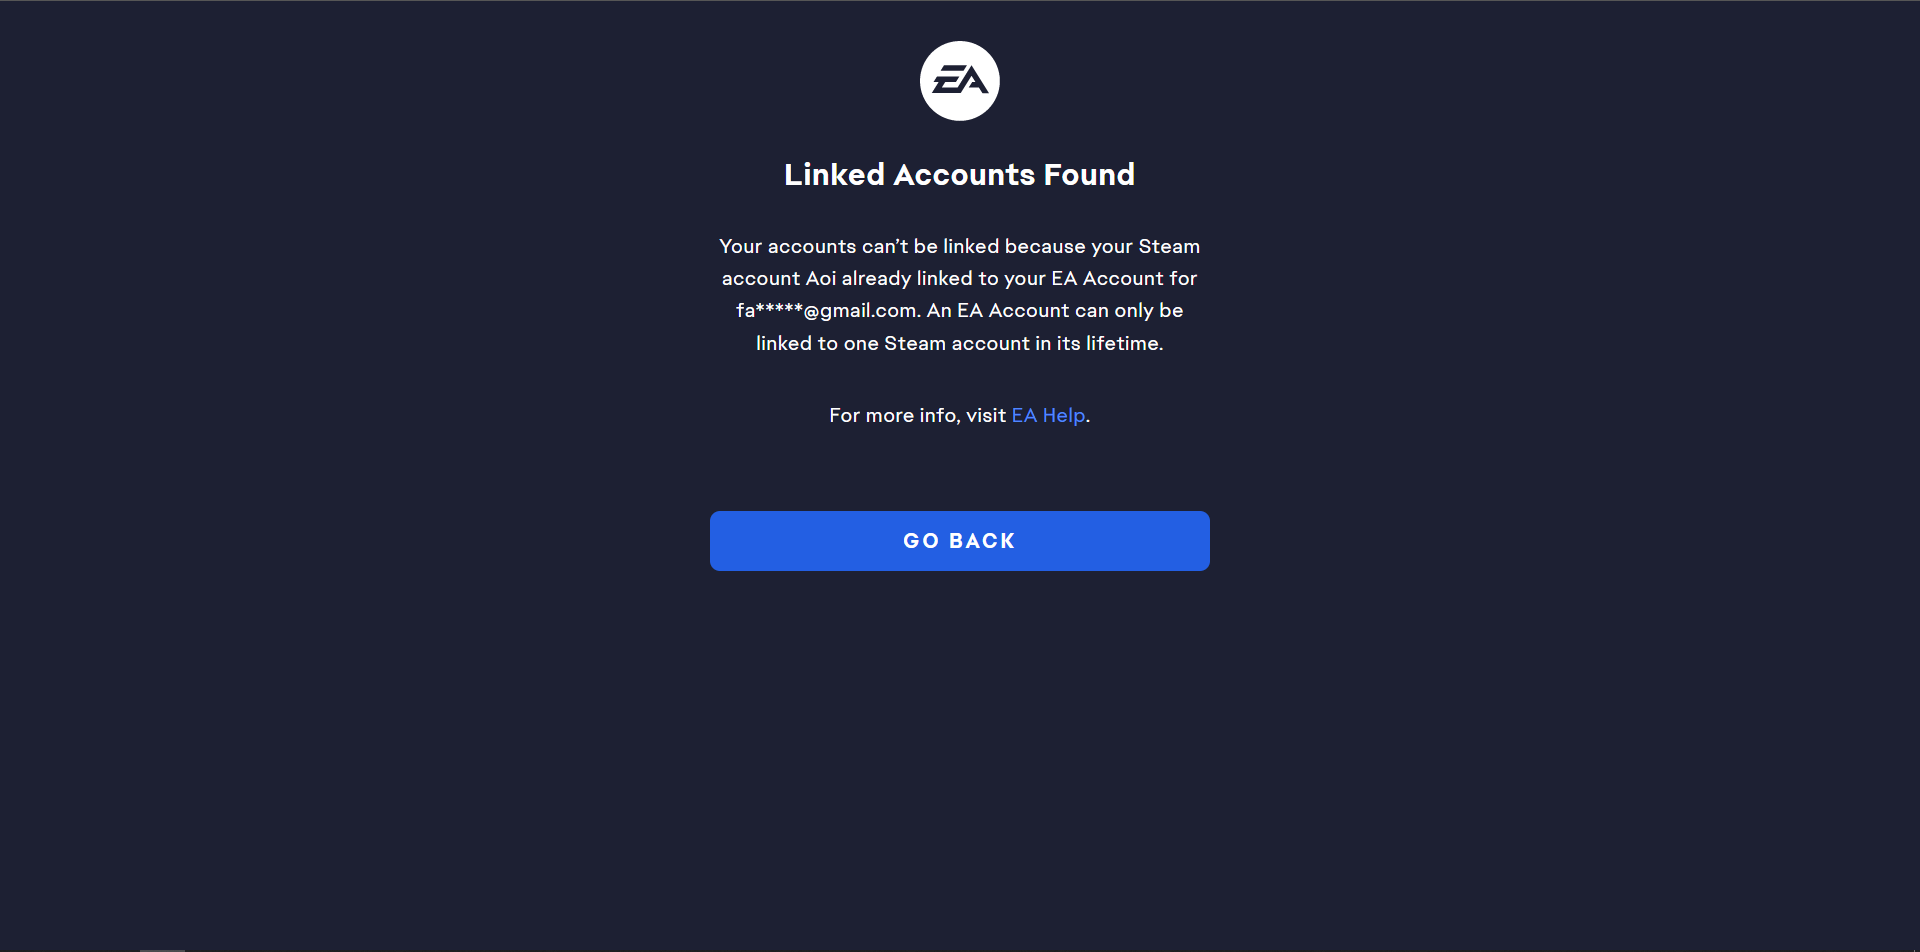 EA
Linked Accounts Found
Your accounts can’t be linked because your Steam
account Aoi already linked to your EA Account for
fa*****@gmail.com. An EA Account can only be
linked to one Steam account in its lifetime.
For more info, visit EA Help.
GO BACK